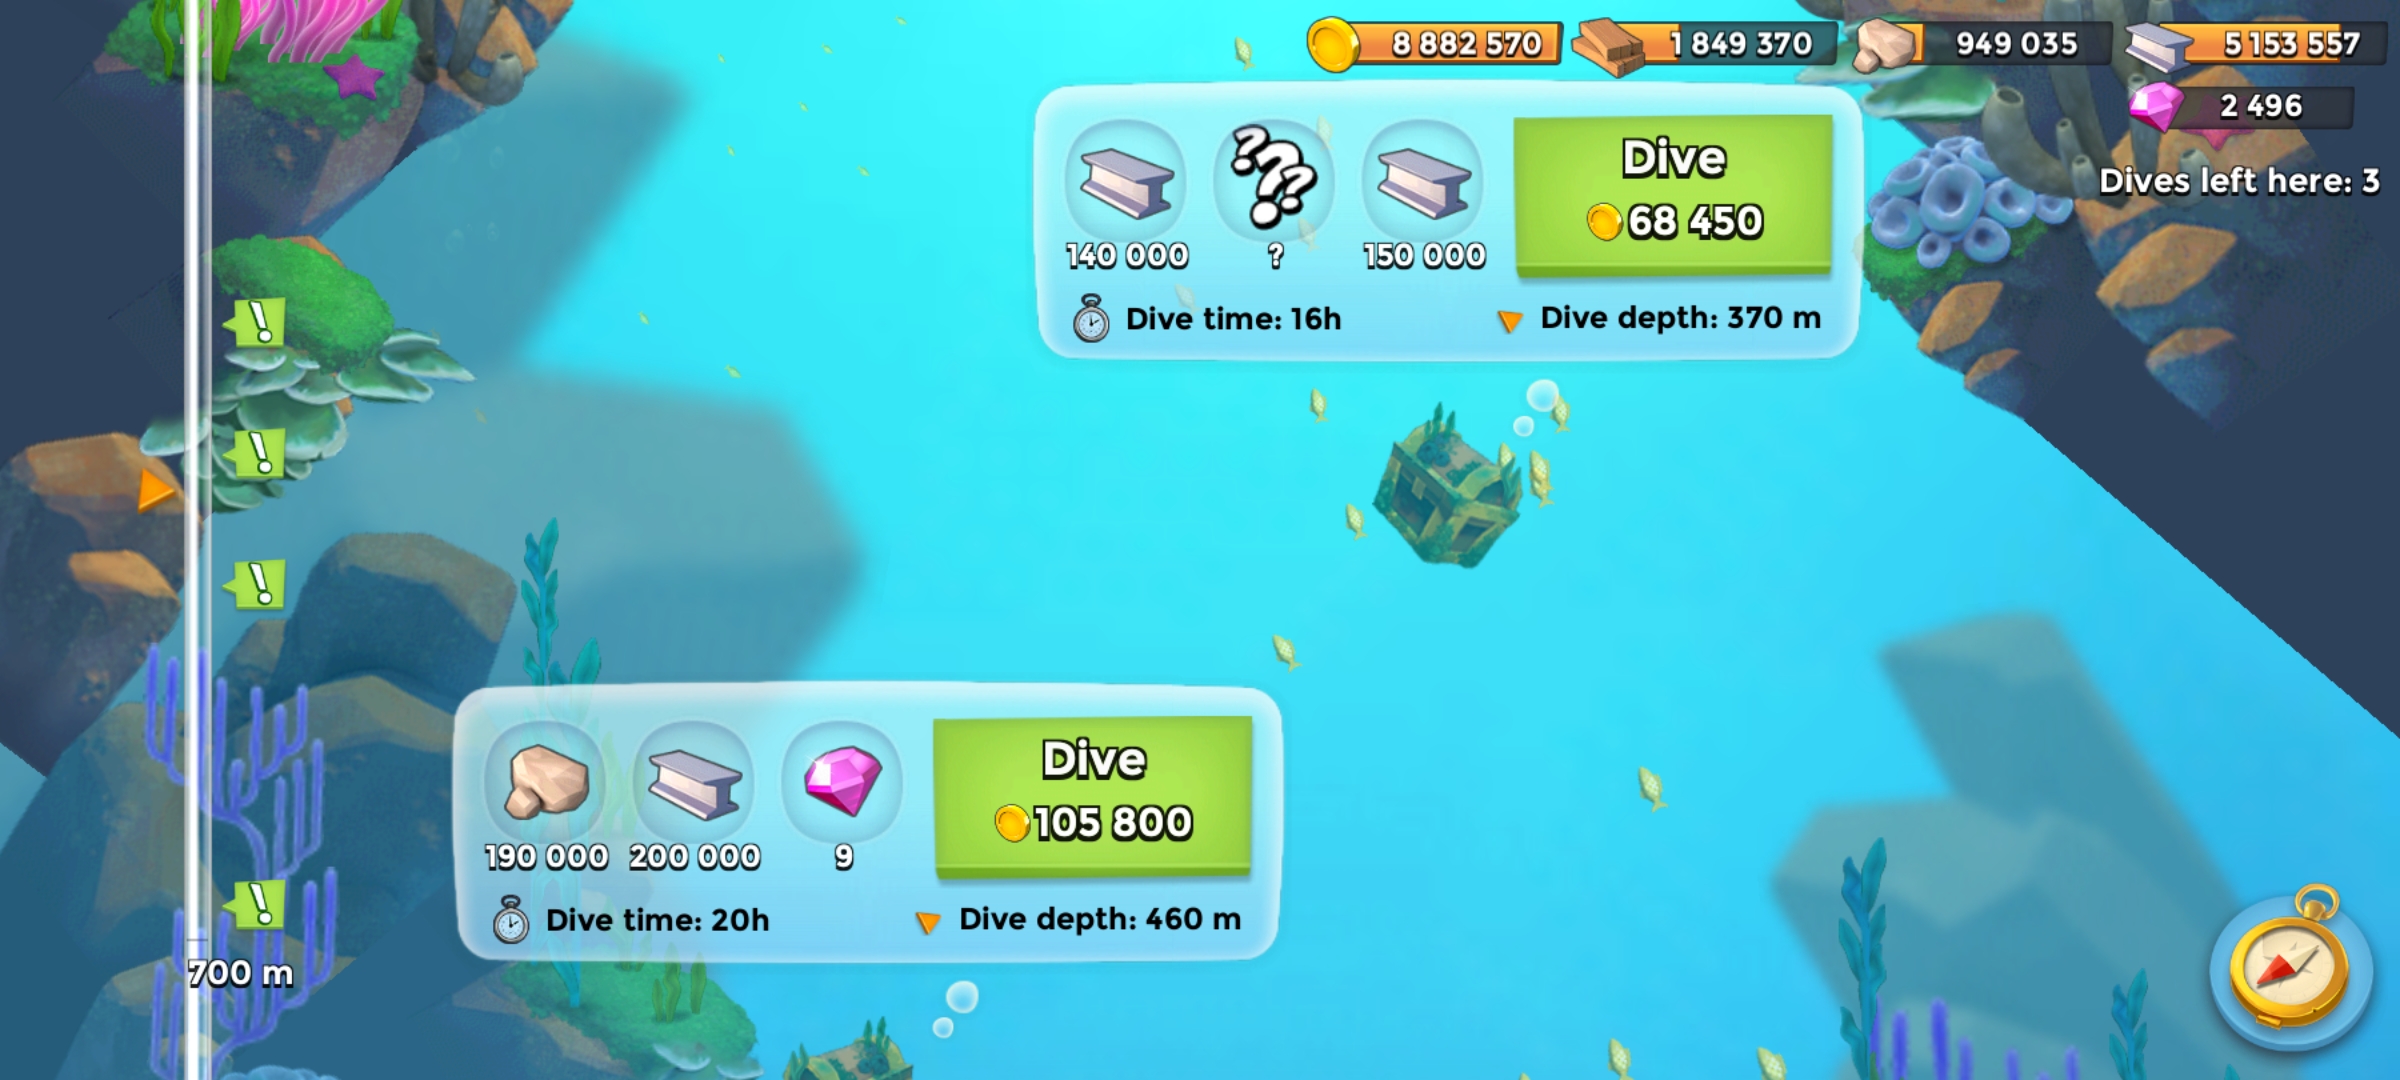 8 882 570
1 849 370
949 035
5 153 557
2 496
Dives left here: 3
???
140 000
?
150 000
Dive
68 450
Dive time: 16h
Dive depth: 370 m
!
!
!
190 000
200 000
9
Dive
105 800
Dive time: 20h
Dive depth: 460 m
!
700 m